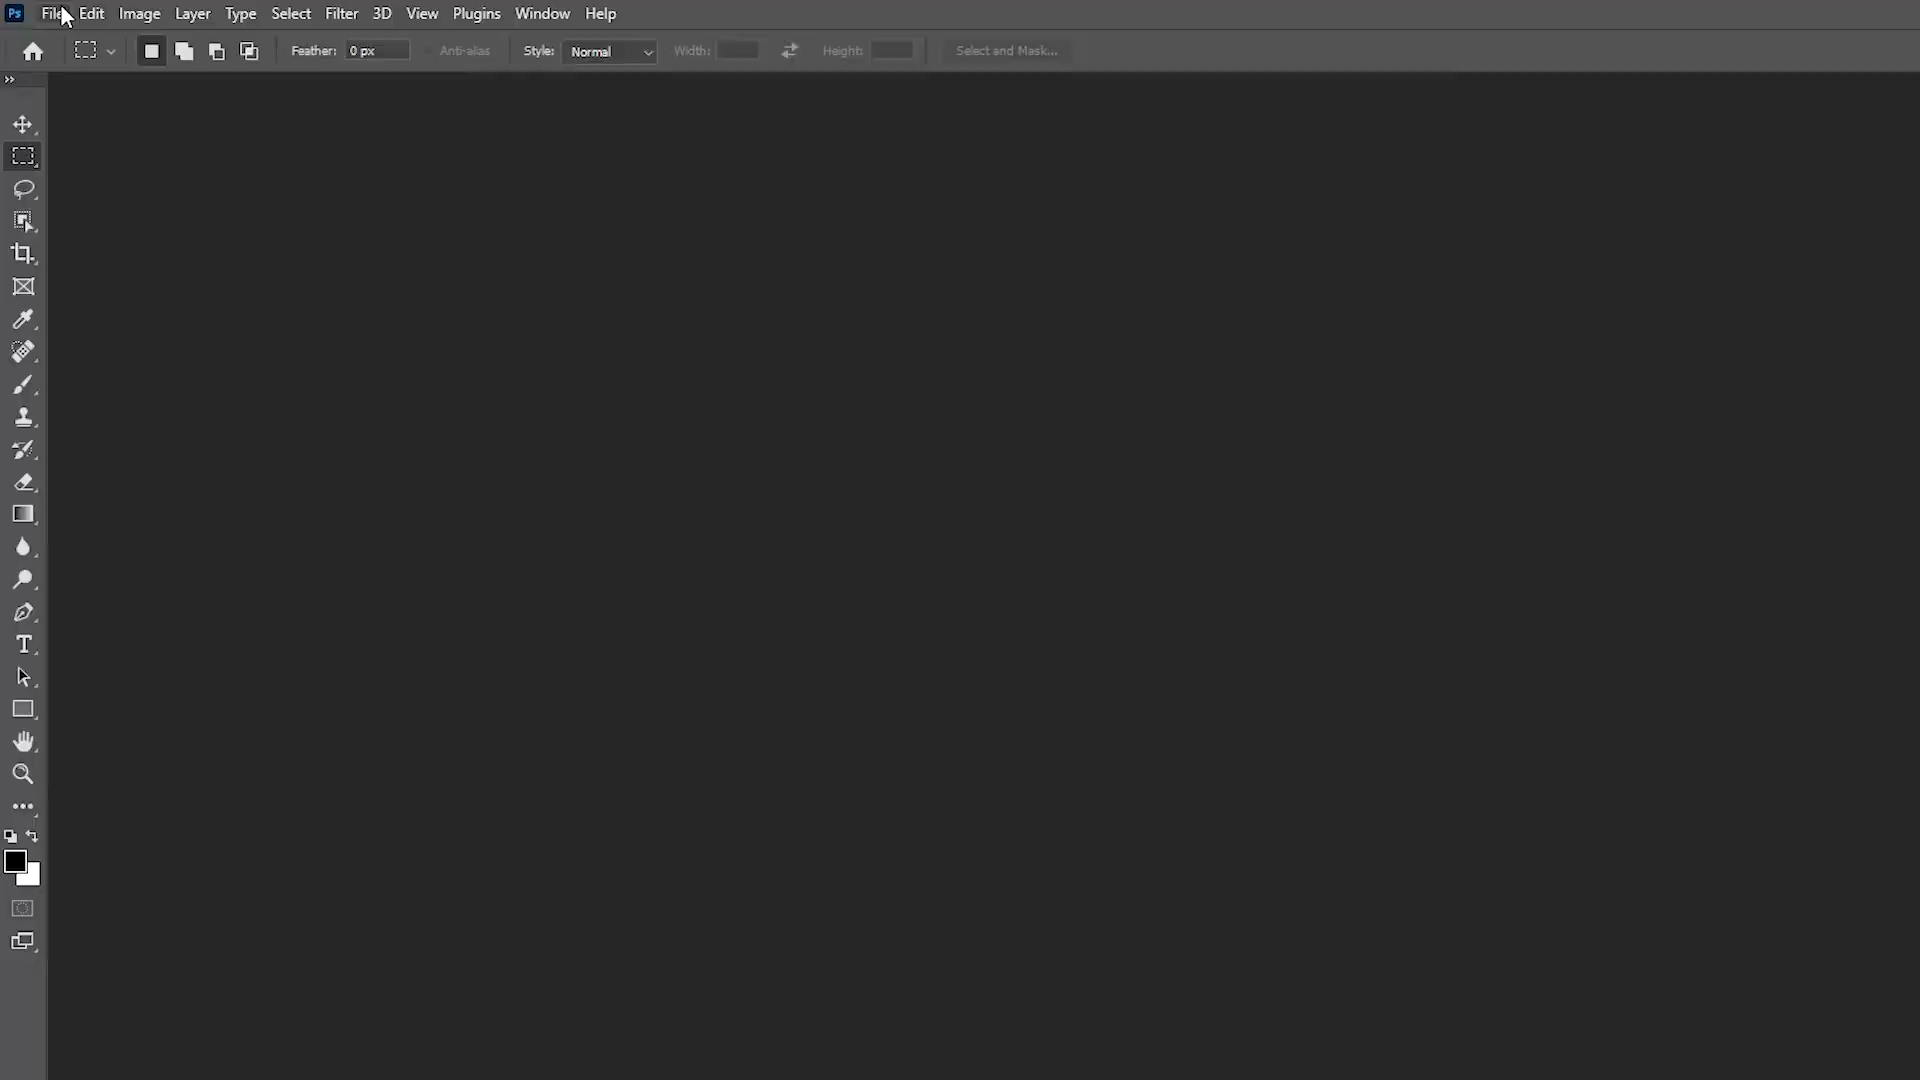 Ps File Edit Image Layer Type Select Filter 3D View Plugins Window Help
Feather: 0 px Anti-alias Style: Normal Width: Height: Select and Mask...